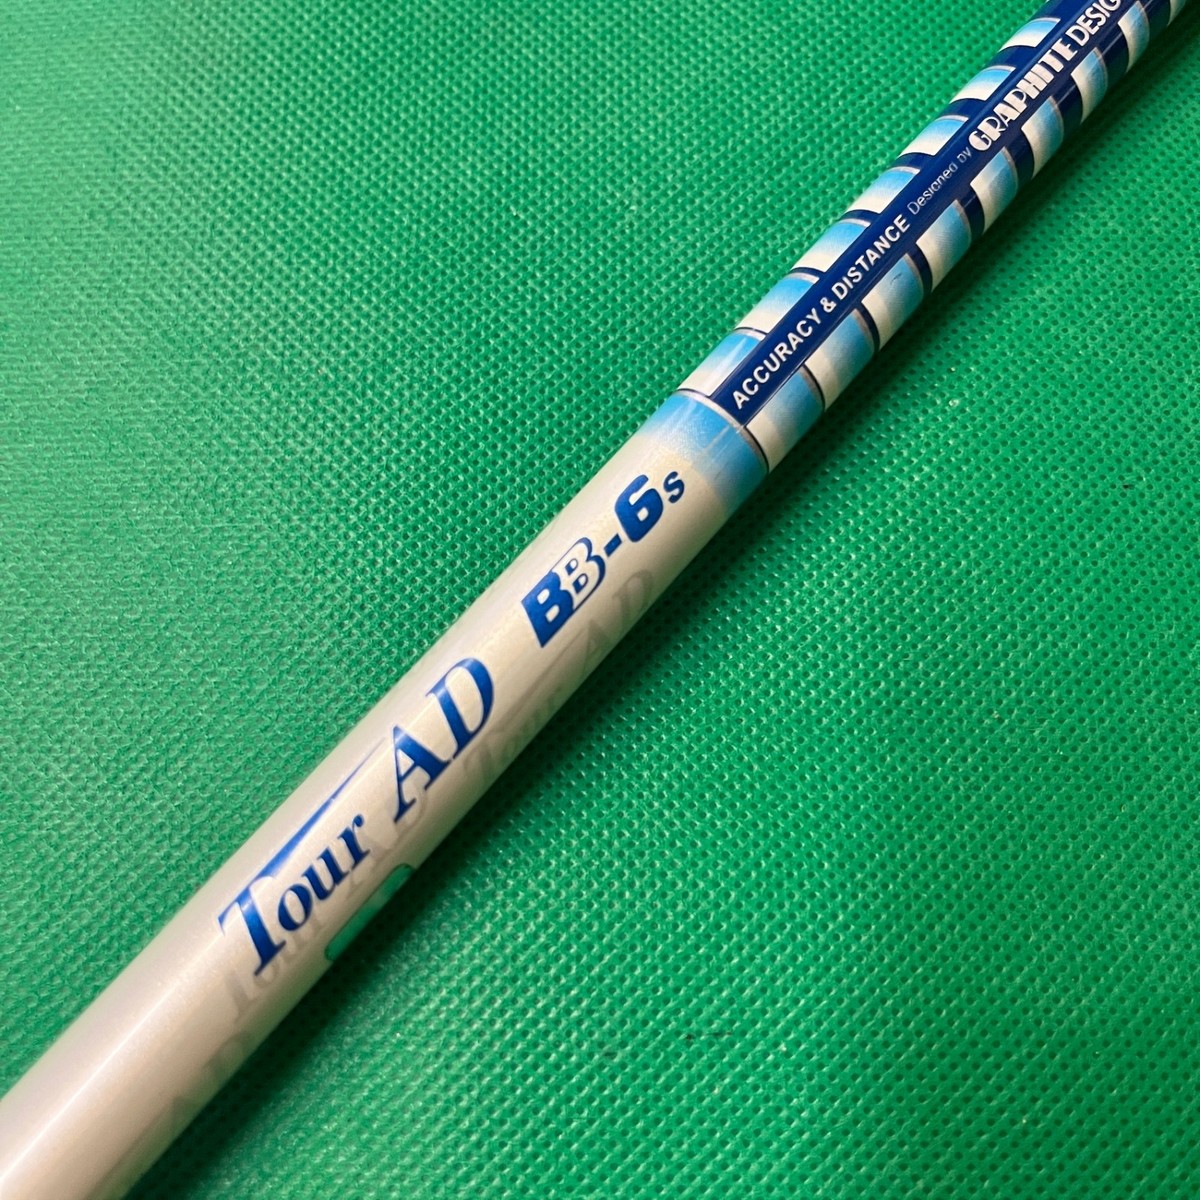 Tour AD BB-6s
ACCURACY & DISTANCE Designed by GRAPHITE DESIG